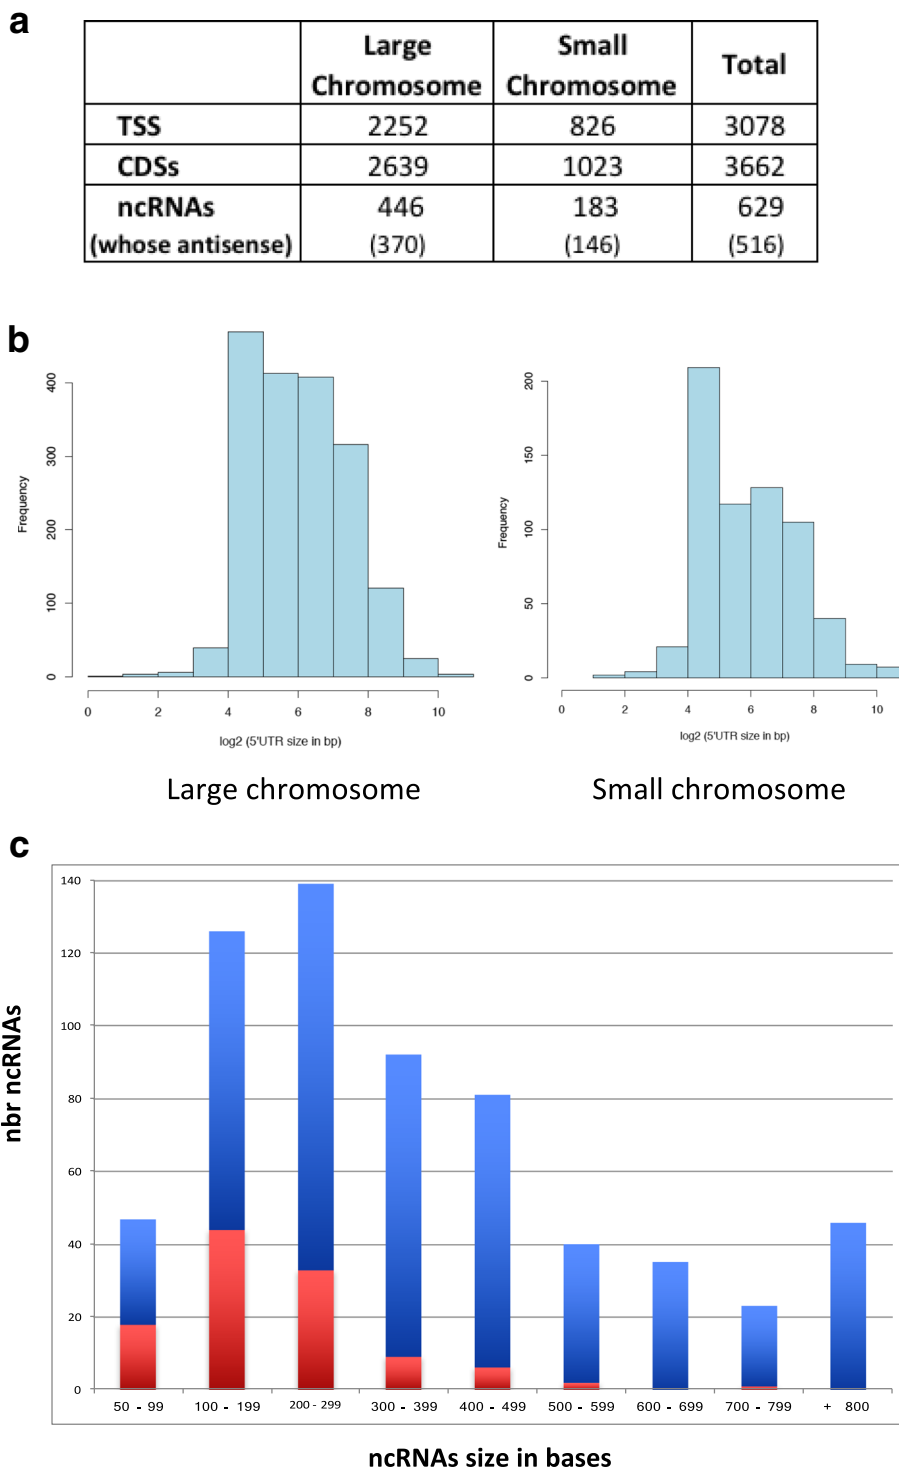 a
Large Chromosome Small Chromosome Total
TSS 2252 826 3078
CDSs 2639 1023 3662
ncRNAs 446 183 629
(whose antisense) (370) (146) (516)
b
400
300
200
100
0
Frequency
0 2 4 6 8 10
log2 (5'UTR size in bp)
Large chromosome
200
150
100
50
0
Frequency
0 2 4 6 8 10
log2 (5'UTR size in bp)
Small chromosome
c
140
120
100
80
60
40
20
0
nbr ncRNAs
50 - 99 100 - 199 200 - 299 300 - 399 400 - 499 500 - 599 600 - 699 700 - 799 + 800
ncRNAs size in bases